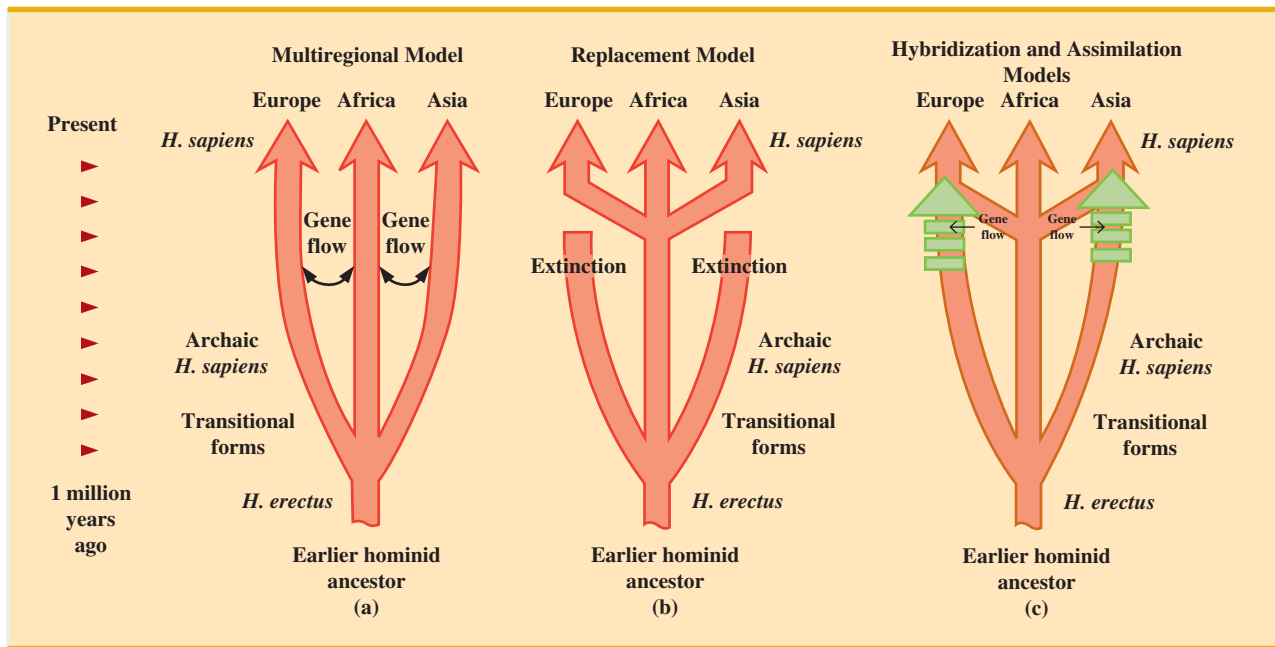 Multiregional Model
Europe Africa Asia
Present
H. sapiens
Gene
flow
Gene
flow
Archaic
H. sapiens
Transitional
forms
H. erectus
1 million
years
ago
Earlier hominid
ancestor
(a)
Replacement Model
Europe Africa Asia
H. sapiens
Extinction
Extinction
Archaic
H. sapiens
Transitional
forms
H. erectus
Earlier hominid
ancestor
(b)
Hybridization and Assimilation
Models
Europe Africa Asia
H. sapiens
Gene
flow
Gene
flow
Archaic
H. sapiens
Transitional
forms
H. erectus
Earlier hominid
ancestor
(c)